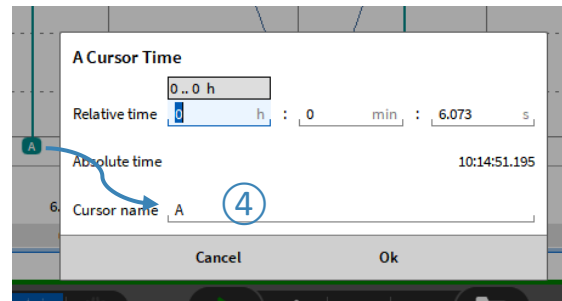 A Cursor Time
0 .. 0 h
Relative time 0 h : 0 min : 6.073 s
A
Absolute time 10:14:51.195
6.
Cursor name A 4
Cancel Ok